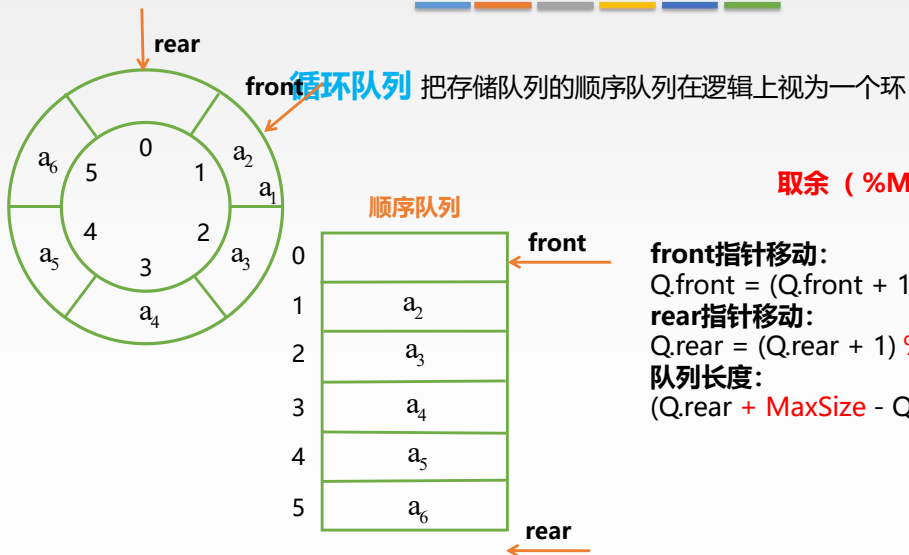 rear
front
循环队列 把存储队列的顺序队列在逻辑上视为一个环
a6
5
0
1
a2
a1
a5
4
3
2
a3
a4
取余（ %M
顺序队列
0
front
1 a2
2 a3
3 a4
4 a5
5 a6
rear
front指针移动：
Q.front = (Q.front + 1
rear指针移动：
Q.rear = (Q.rear + 1) %
队列长度：
(Q.rear + MaxSize - Q